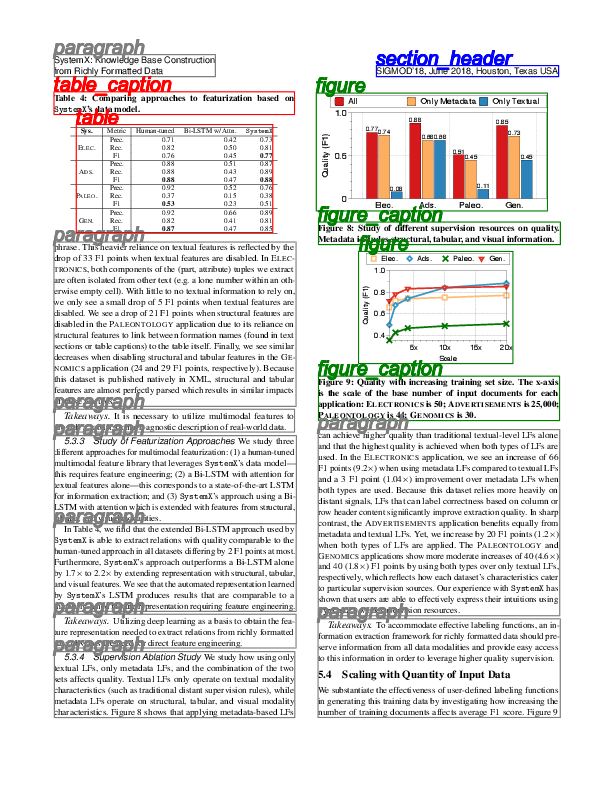 paragraph
SystemX: Knowledge Base Construction
from Richly Formatted Data
section_header
SIGMOD'18, June 2018, Houston, Texas USA
table_caption
Table 4: Comparing approaches to featurization based on
SystemX's data model.
table
Sys. Metric Human-tuned Bi-LSTM w/ Attn. SystemX
Prec. 0.71 0.42 0.73
ELEC. Rec. 0.82 0.50 0.81
F1 0.76 0.45 0.77
Prec. 0.88 0.51 0.87
ADS. Rec. 0.88 0.43 0.89
F1 0.88 0.47 0.88
Prec. 0.92 0.52 0.76
PALEO. Rec. 0.37 0.15 0.38
F1 0.53 0.23 0.51
Prec. 0.92 0.66 0.89
GEN. Rec. 0.82 0.41 0.81
F1 0.87 0.47 0.85
paragraph
phrase. This heavier reliance on textual features is reflected by the
drop of 33 F1 points when textual features are disabled. In ELEC-
TRONICS, both components of the (part, attribute) tuples we extract
are often isolated from other text (e.g. a lone number within an oth-
erwise empty cell). With little to no textual information to rely on,
we only see a small drop of 5 F1 points when textual features are
disabled. We see a drop of 21 F1 points when structural features are
disabled in the PALEONTOLOGY application due to its reliance on
structural features to link between formation names (found in text
sections or table captions) to the table itself. Finally, we see similar
decreases when disabling structural and tabular features in the GE-
NOMICS application (24 and 29 F1 points, respectively). Because
this dataset is published natively in XML, structural and tabular
features are almost perfectly parsed which results in similar impacts
paragraph
Takeaways. It is necessary to utilize multimodal features to
agnostic description of real-world data.
paragraph
5.3.3 Study of Featurization Approaches We study three
different approaches for multimodal featurization: (1) a human-tuned
multimodal feature library that leverages SystemX's data model—
this requires feature engineering; (2) a Bi-LSTM with attention for
textual features alone—this corresponds to a state-of-the-art LSTM
for information extraction; and (3) SystemX's approach using a Bi-
LSTM with attention which is extended with features from structural,
paragraph
In Table 4, we find that the extended Bi-LSTM approach used by
SystemX is able to extract relations with quality comparable to the
human-tuned approach in all datasets differing by 2 F1 points at most.
Furthermore, SystemX's approach outperforms a Bi-LSTM alone
by 1.7× to 2.2× by extending representation with structural, tabular,
and visual features. We see that the automated representation learned
by SystemX's LSTM produces results that are comparable to a
representation requiring feature engineering.
paragraph
Takeaways. Utilizing deep learning as a basis to obtain the fea-
ture representation needed to extract relations from richly formatted
direct feature engineering.
paragraph
5.3.4 Supervision Ablation Study We study how using only
textual LFs, only metadata LFs, and the combination of the two
sets affects quality. Textual LFs only operate on textual modality
characteristics (such as traditional distant supervision rules), while
metadata LFs operate on structural, tabular, and visual modality
characteristics. Figure 8 shows that applying metadata-based LFs
figure
All Only Metadata Only Textual
Quality (F1)
1.0
0.5
0
0.77 0.74 0.08
0.88 0.68 0.68
0.51 0.45 0.11
0.85 0.73 0.45
Elec. Ads. Paleo. Gen.
figure_caption
Figure 8: Study of different supervision resources on quality.
Metadata structural, tabular, and visual information.
figure
Elec. Ads. Paleo. Gen.
Quality (F1)
1.0
0.8
0.6
0.4
5x 10x 15x 20x
Scale
figure_caption
Figure 9: Quality with increasing training set size. The x-axis
is the scale of the base number of input documents for each
application: ELECTRONICS is 50; ADVERTISEMENTS is 25,000;
PALEONTOLOGY is 44; GENOMICS is 30.
paragraph
can achieve higher quality than traditional textual-level LFs alone
and that the highest quality is achieved when both types of LFs are
used. In the ELECTRONICS application, we see an increase of 66
F1 points (9.2×) when using metadata LFs compared to textual LFs
and a 3 F1 point (1.04×) improvement over metadata LFs when
both types are used. Because this dataset relies more heavily on
distant signals, LFs that can label correctness based on column or
row header content significantly improve extraction quality. In sharp
contrast, the ADVERTISEMENTS application benefits equally from
metadata and textual LFs. Yet, we increase by 20 F1 points (1.2×)
when both types of LFs are applied. The PALEONTOLOGY and
GENOMICS applications show more moderate increases of 40 (4.6×)
and 40 (1.8×) F1 points by using both types over only textual LFs,
respectively, which reflects how each dataset's characteristics cater
to particular supervision sources. Our experience with SystemX has
shown that users are able to effectively express their intuitions using
resources.
paragraph
Takeaways. To accommodate effective labeling functions, an in-
formation extraction framework for richly formatted data should pre-
serve information from all data modalities and provide easy access
to this information in order to leverage higher quality supervision.
5.4 Scaling with Quantity of Input Data
We substantiate the effectiveness of user-defined labeling functions
in generating this training data by investigating how increasing the
number of training documents affects average F1 score. Figure 9